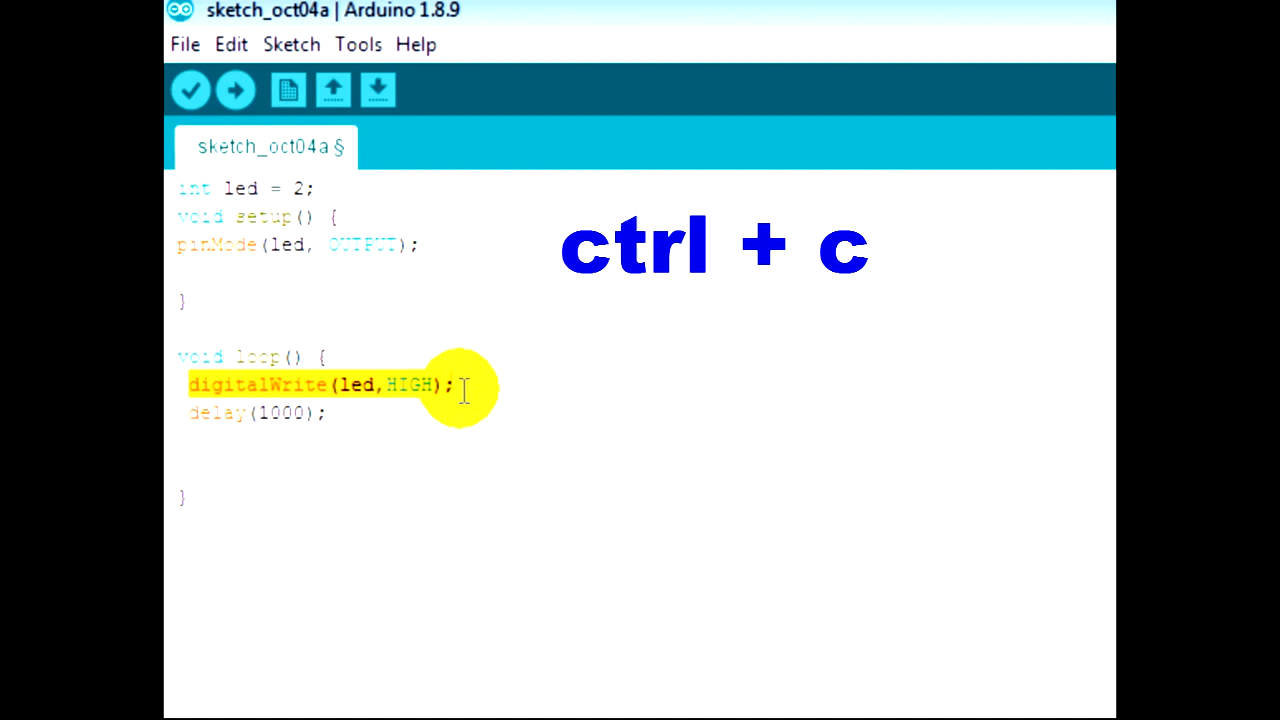 sketch_oct04a | Arduino 1.8.9
File Edit Sketch Tools Help
sketch_oct04a §
int led = 2;
void setup() {
pinMode(led, OUTPUT);
ctrl + c
}
void loop() {
digitalWrite(led,HIGH);
delay(1000);
}